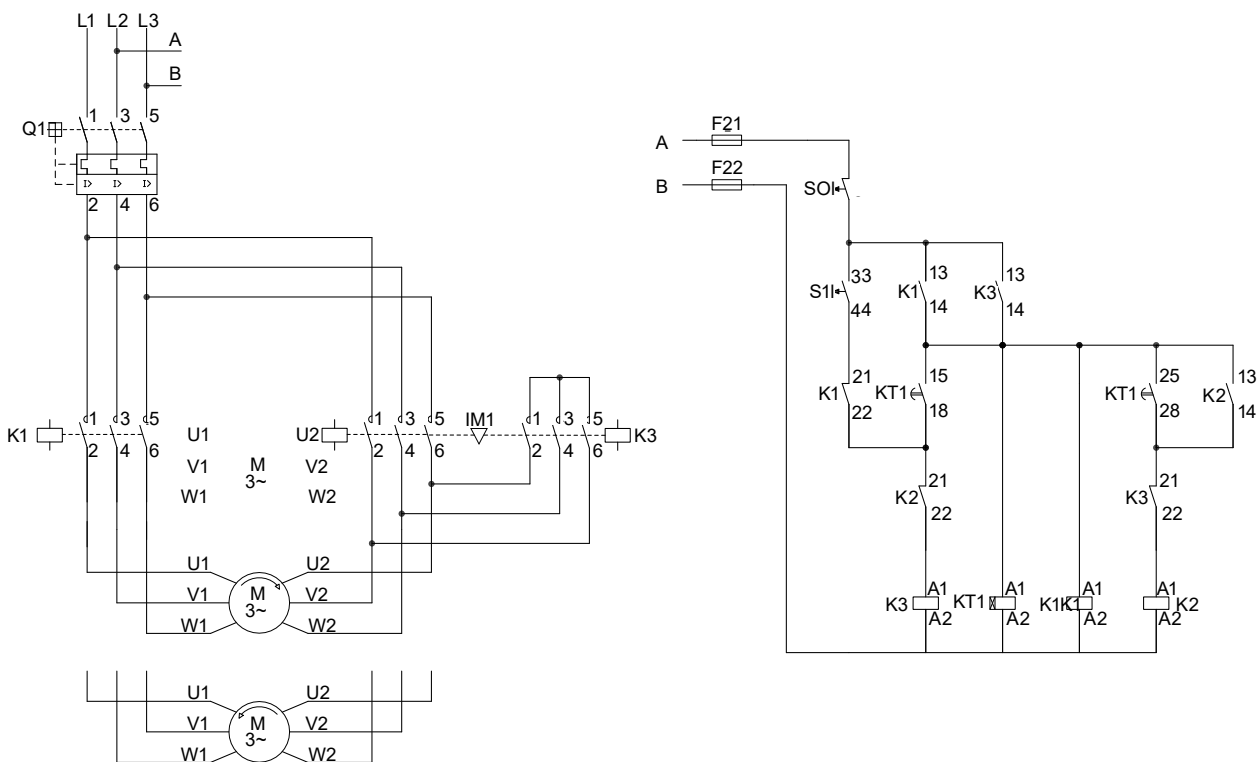 L1 L2 L3
A
B
1 3 5
Q1
I> I> I>
2 4 6
K1
1 3 5
2 4 6
U1
V1 M V2
3~
W1 W2
U2
1 3 5
2 4 6
IM1
1 3 5
2 4 6
K3
U1 U2
V1 M V2
3~
W1 W2
U1 U2
V1 M V2
3~
W1 W2
A F21
B F22
SOI
S1I 33
44
K1 13
14
K3 13
14
K1 21
22
KT1 15
18
KT1 25
28
K2 13
14
K2 21
22
K3 21
22
K3 A1
A2
KT1 A1
A2
K1K1 A1
A2
A1 K2
A2